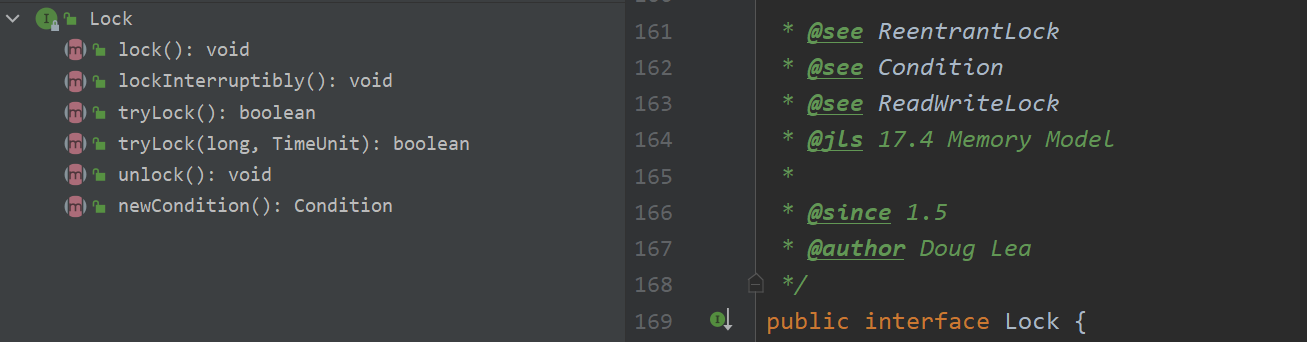 Lock
lock(): void
lockInterruptibly(): void
tryLock(): boolean
tryLock(long, TimeUnit): boolean
unlock(): void
newCondition(): Condition
161 * @see ReentrantLock
162 * @see Condition
163 * @see ReadWriteLock
164 * @jls 17.4 Memory Model
165 *
166 * @since 1.5
167 * @author Doug Lea
168 */
169 public interface Lock {